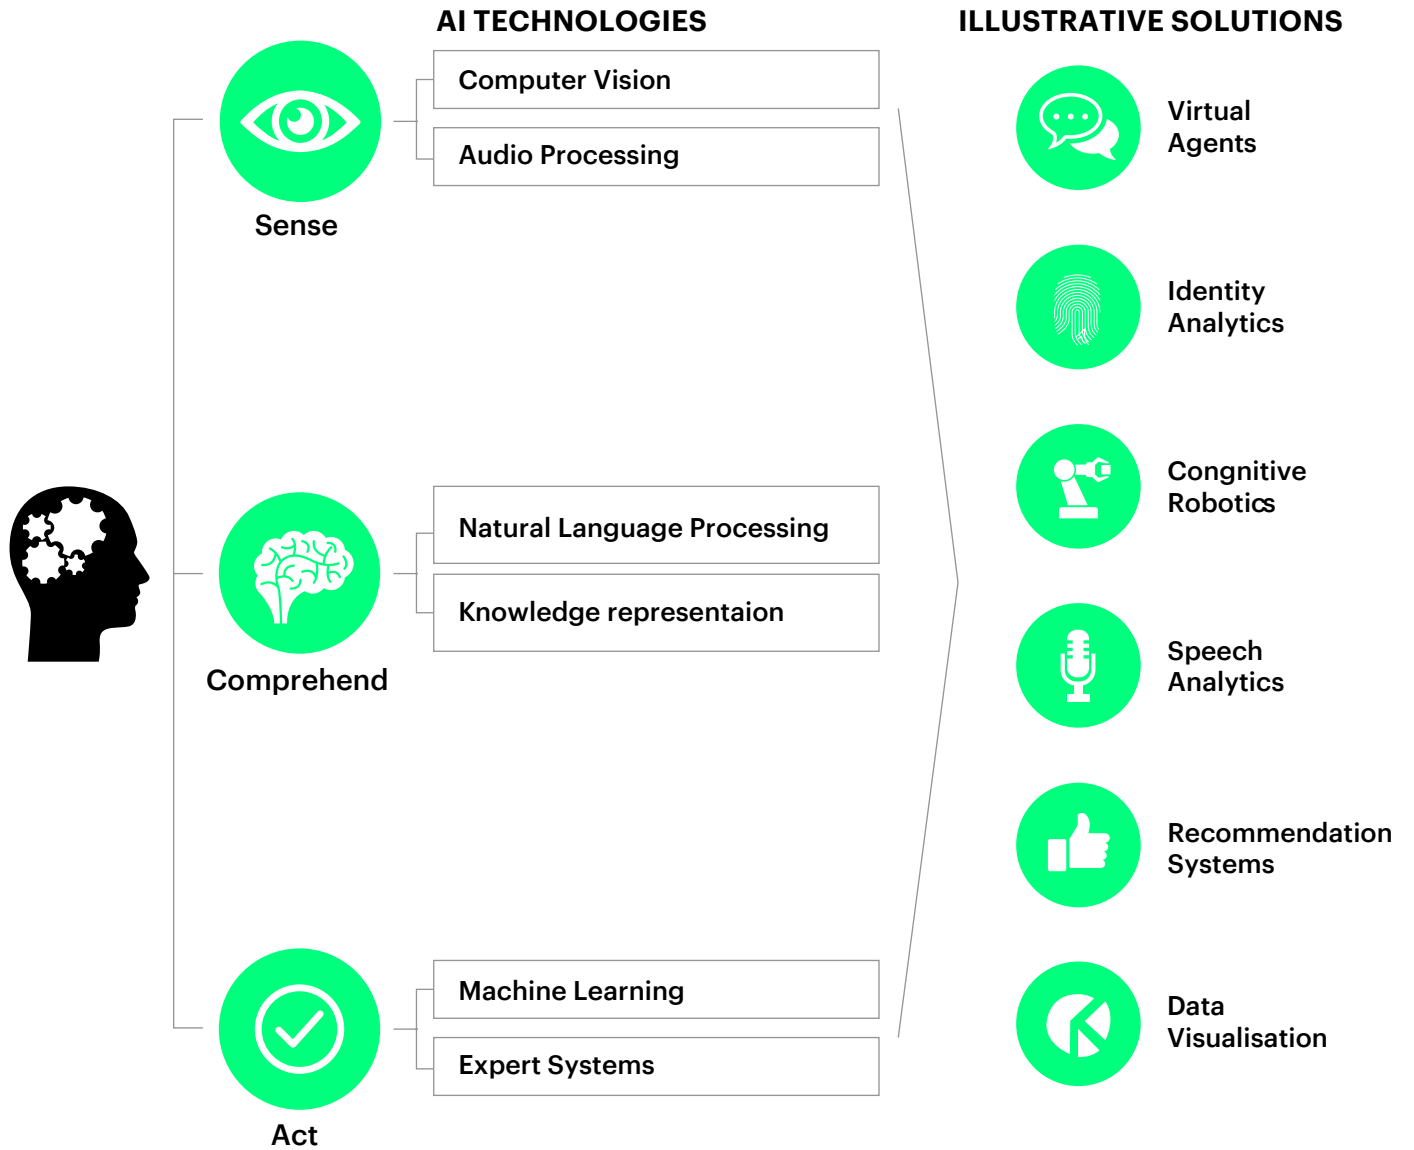 AI TECHNOLOGIES
ILLUSTRATIVE SOLUTIONS
Computer Vision
Audio Processing
Sense
Natural Language Processing
Knowledge representaion
Comprehend
Machine Learning
Expert Systems
Act
Virtual
Agents
Identity
Analytics
Congnitive
Robotics
Speech
Analytics
Recommendation
Systems
Data
Visualisation